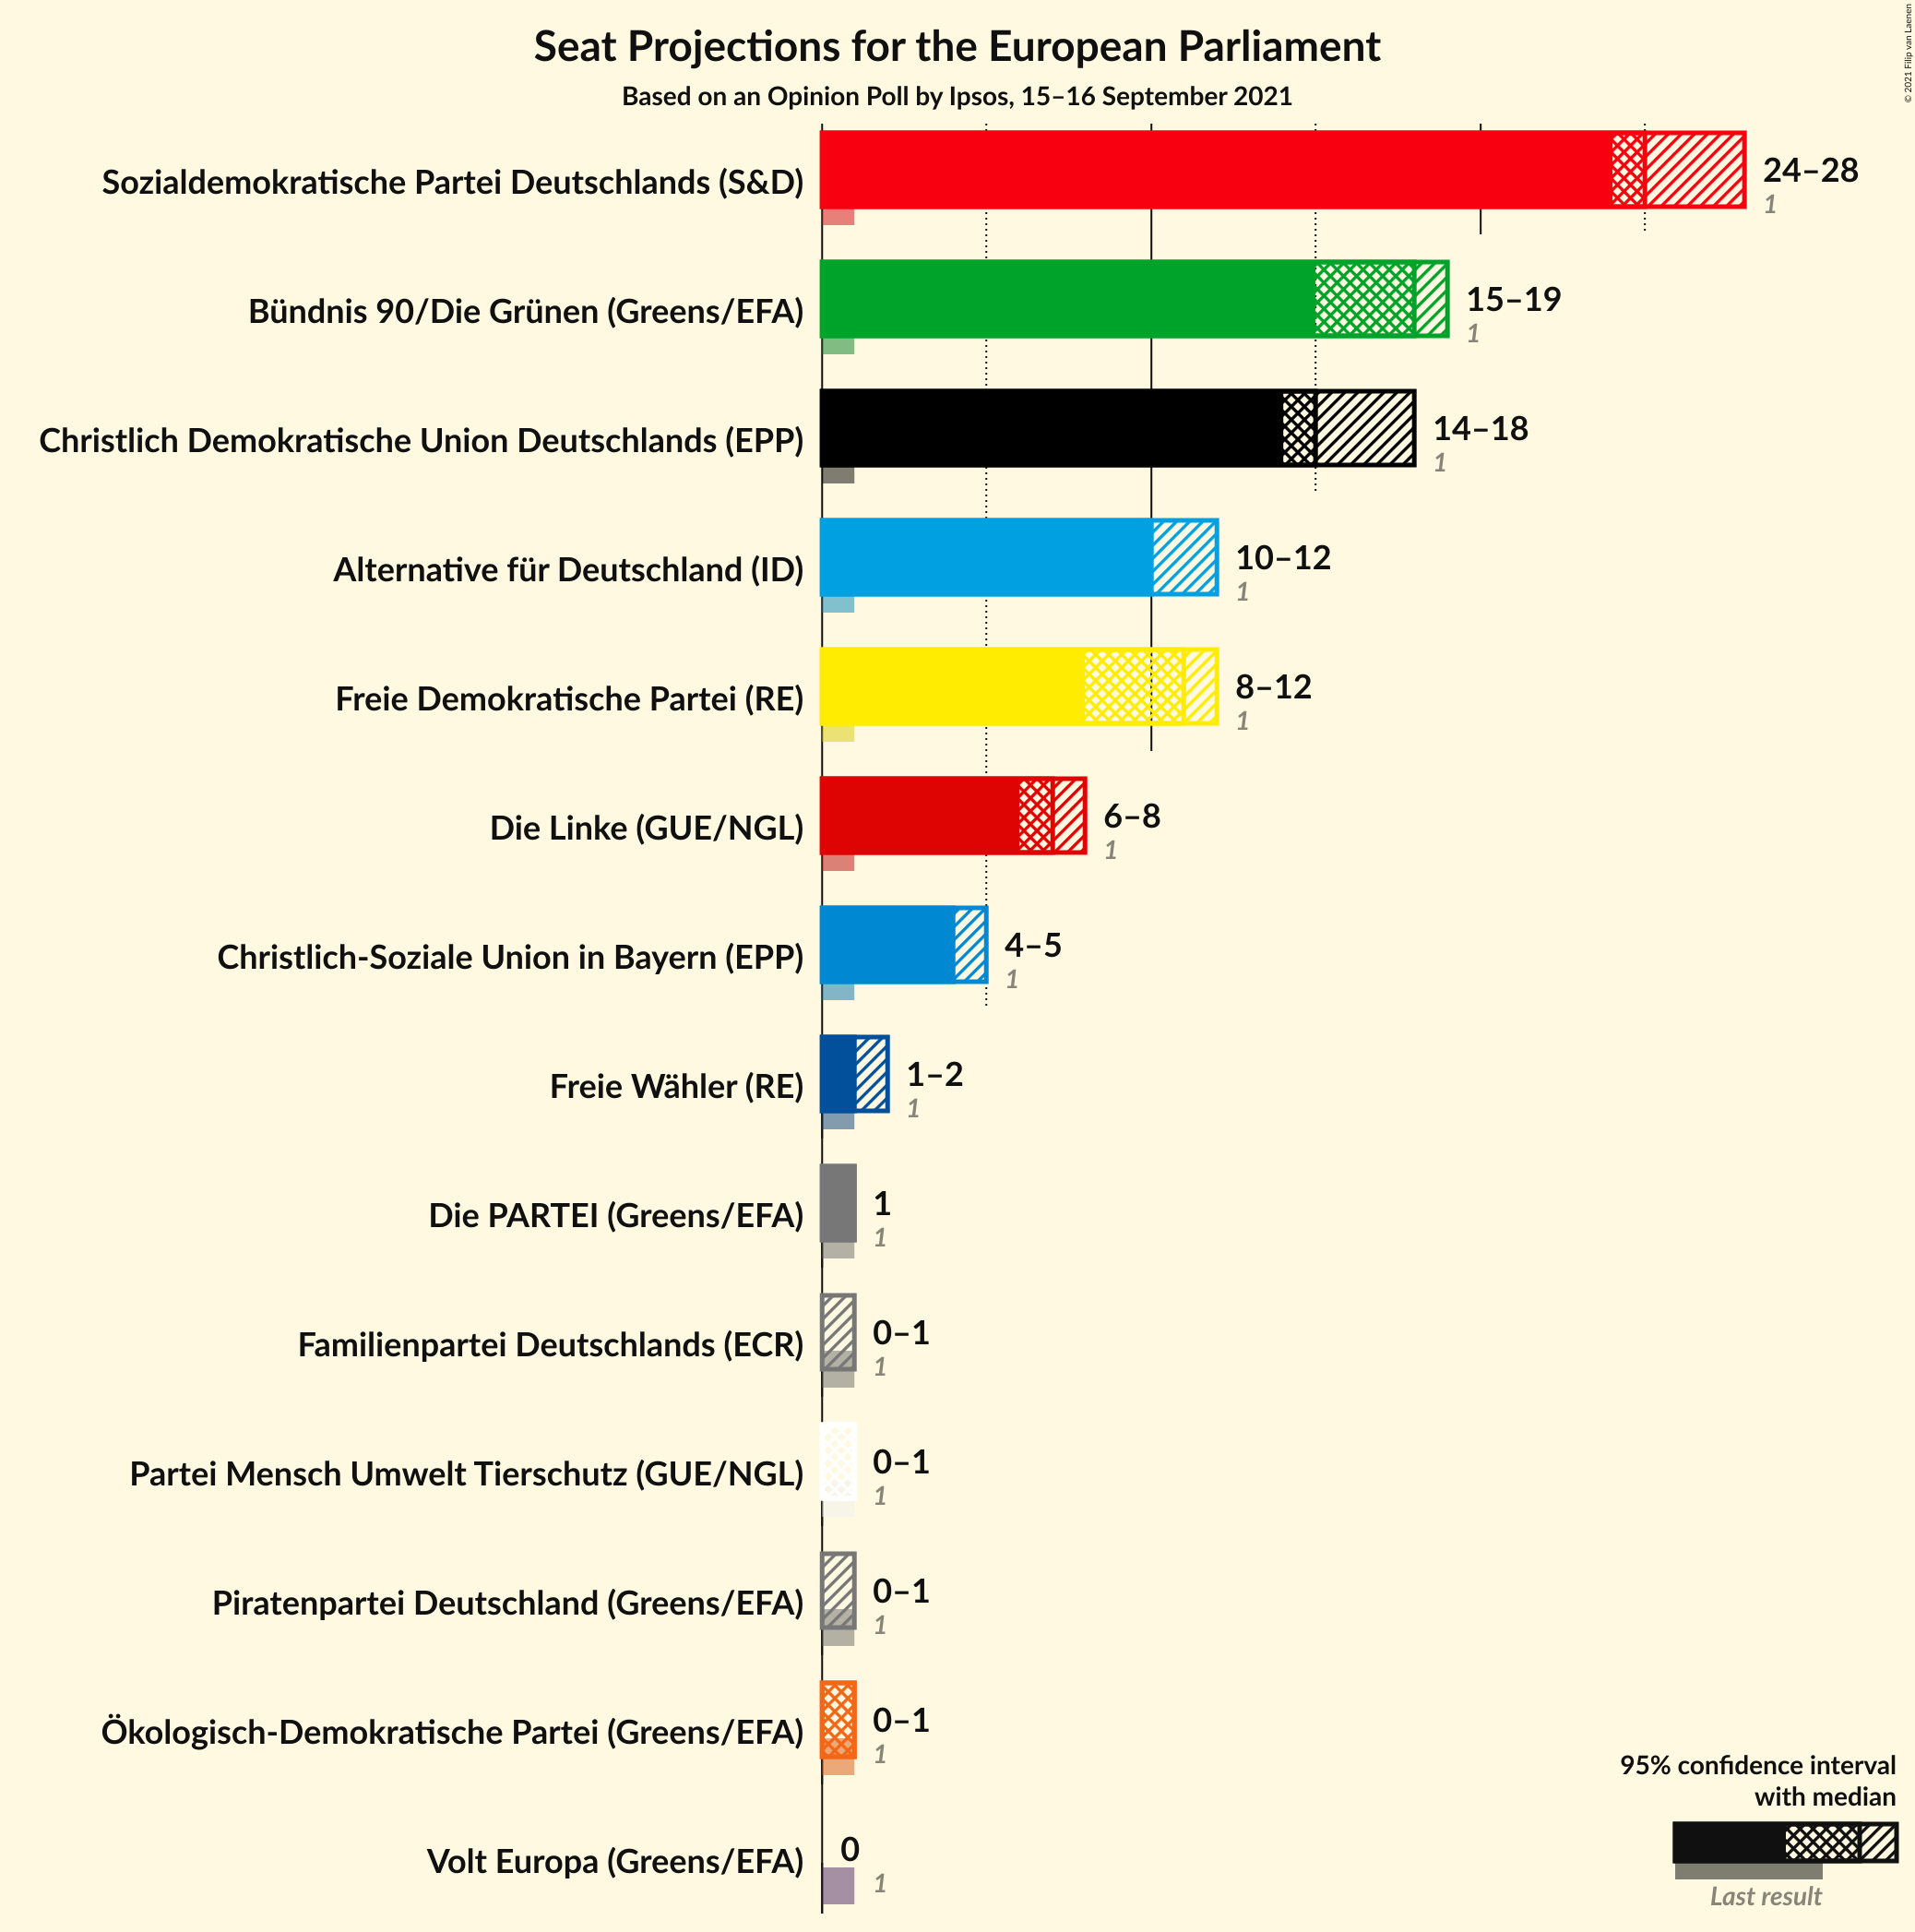 Seat Projections for the European Parliament
Based on an Opinion Poll by Ipsos, 15–16 September 2021
© 2021 Filip van Laenen
Sozialdemokratische Partei Deutschlands (S&D)
24–28
1
Bündnis 90/Die Grünen (Greens/EFA)
15–19
1
Christlich Demokratische Union Deutschlands (EPP)
14–18
1
Alternative für Deutschland (ID)
10–12
1
Freie Demokratische Partei (RE)
8–12
1
Die Linke (GUE/NGL)
6–8
1
Christlich-Soziale Union in Bayern (EPP)
4–5
1
Freie Wähler (RE)
1–2
1
Die PARTEI (Greens/EFA)
1
1
Familienpartei Deutschlands (ECR)
0–1
1
Partei Mensch Umwelt Tierschutz (GUE/NGL)
0–1
1
Piratenpartei Deutschland (Greens/EFA)
0–1
1
Ökologisch-Demokratische Partei (Greens/EFA)
0–1
1
Volt Europa (Greens/EFA)
0
1
95% confidence interval
with median
Last result